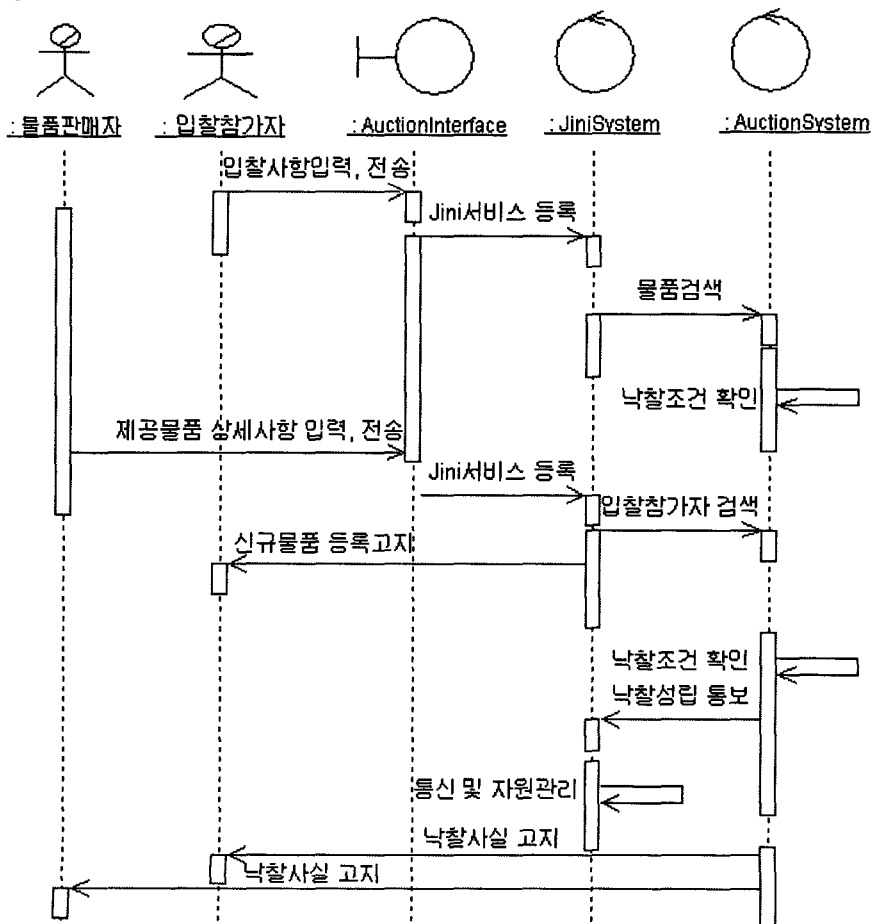 : 물품판매자
: 입찰참가자
: AuctionInterface
: JiniSystem
: AuctionSystem
입찰사항입력, 전송
Jini서비스 등록
물품검색
낙찰조건 확인
제공물품 상세사항 입력, 전송
Jini서비스 등록
입찰참가자 검색
신규물품 등록고지
낙찰조건 확인
낙찰성립 통보
통신 및 자원관리
낙찰사실 고지
낙찰사실 고지